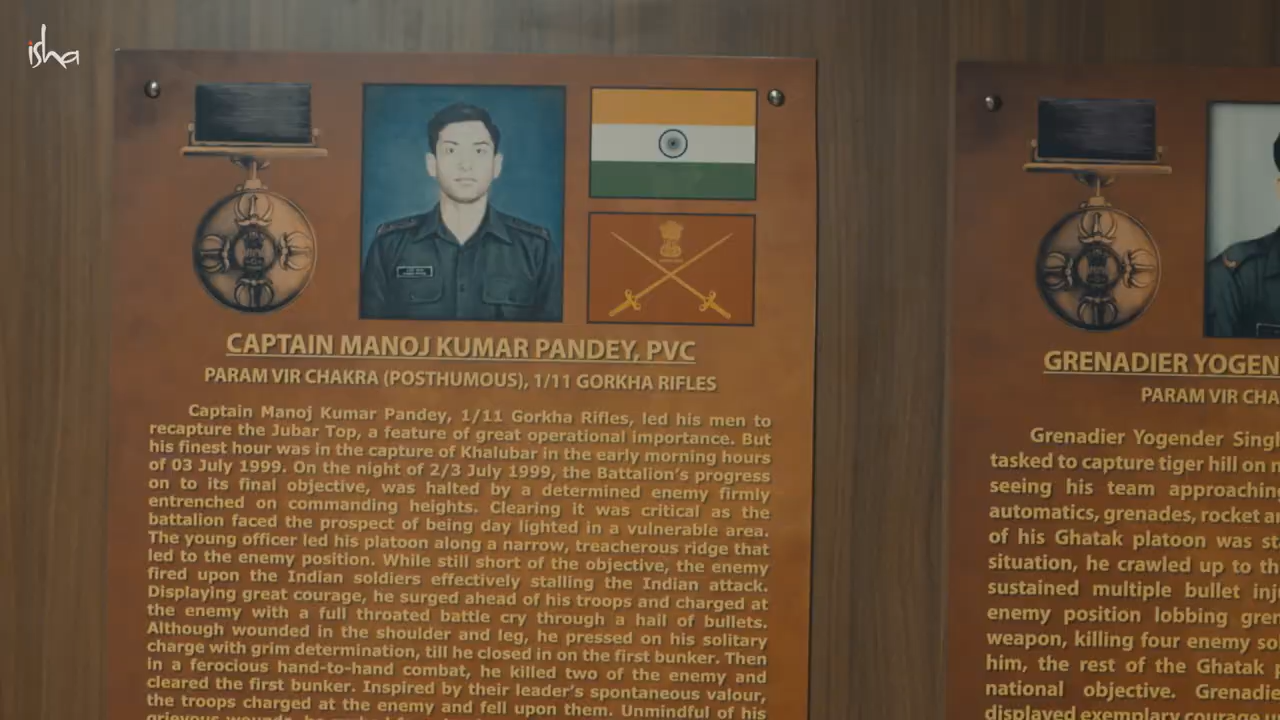 isha
CAPTAIN MANOJ KUMAR PANDEY, PVC
PARAM VIR CHAKRA (POSTHUMOUS), 1/11 GORKHA RIFLES
Captain Manoj Kumar Pandey, 1/11 Gorkha Rifles, led his men to
recapture the Jubar Top, a feature of great operational importance. But
his finest hour was in the capture of Khalubar in the early morning hours
of 03 July 1999. On the night of 2/3 July 1999, the Battalion's progress
on to its final objective, was halted by a determined enemy firmly
entrenched on commanding heights. Clearing it was critical as the
battalion faced the prospect of being day lighted in a vulnerable area.
The young officer led his platoon along a narrow, treacherous ridge that
led to the enemy position. While still short of the objective, the enemy
fired upon the Indian soldiers effectively stalling the Indian attack.
Displaying great courage, he surged ahead of his troops and charged at
the enemy with a full throated battle cry through a hail of bullets.
Although wounded in the shoulder and leg, he pressed on his solitary
charge with grim determination, till he closed in on the first bunker. Then
in a ferocious hand-to-hand combat, he killed two of the enemy and
cleared the first bunker. Inspired by their leader's spontaneous valour,
the troops charged at the enemy and fell upon them. Unmindful of his
GRENADIER YOGEN
PARAM VIR CHA
Grenadier Yogender Singh
tasked to capture tiger hill on
seeing his team approachin
automatics, grenades, rocket
of his Ghatak platoon was
situation, he crawled up to
sustained multiple bullet
enemy position lobbing
weapon, killing four enemy
him, the rest of the Ghatak
national objective. Grenadie
displayed exemplary courage